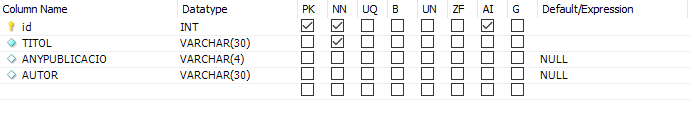 Column Name Datatype PK NN UQ B UN ZF AI G Default/Expression
id INT
TITOL VARCHAR(30)
ANYPUBLICACIO VARCHAR(4) NULL
AUTOR VARCHAR(30) NULL